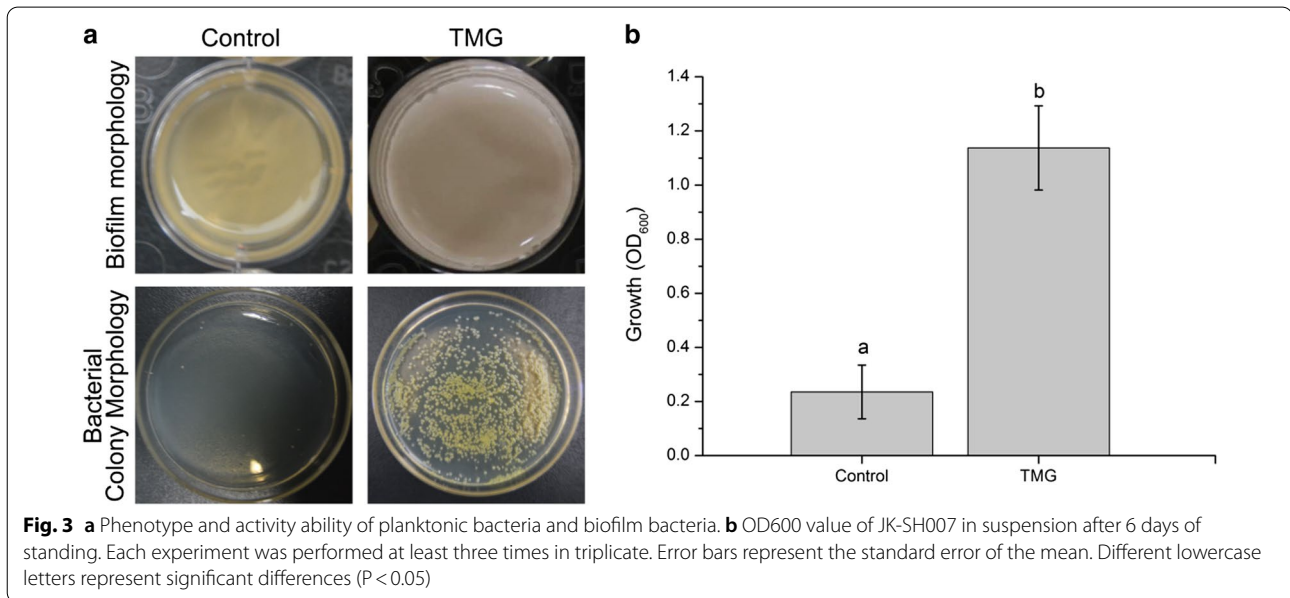 a
Control
TMG
Biofilm morphology
Bacterial
Colony Morphology
b
Growth (OD600)
1.4
1.2
1.0
0.8
0.6
0.4
0.2
0.0
a
b
Control
TMG
Fig. 3 a Phenotype and activity ability of planktonic bacteria and biofilm bacteria. b OD600 value of JK-SH007 in suspension after 6 days of
standing. Each experiment was performed at least three times in triplicate. Error bars represent the standard error of the mean. Different lowercase
letters represent significant differences (P < 0.05)